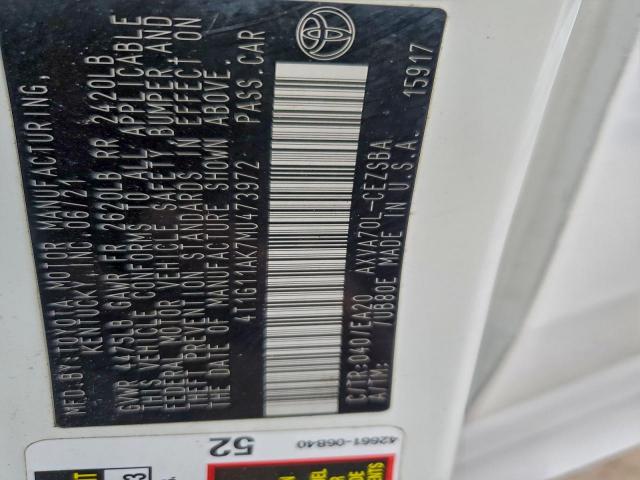 MFD.BY:TOYOTA MOTOR MANUFACTURING,
KENTUCKY, INC. 06/21
GVWR 4475LB GAWR FR 2620LB RR 2420LB
THIS VEHICLE CONFORMS TO ALL APPLICABLE
FEDERAL MOTOR VEHICLE SAFETY, BUMPER, AND
THEFT PREVENTION STANDARDS IN EFFECT ON
THE DATE OF MANUFACTURE SHOWN ABOVE.
4T1G11AK7MU473972 PASS.CAR
C/TR:040/EA20 AXVA70L-CEZSBA
A/TM: /UB80E MADE IN U.S.A. 15917
52
42661-06B40